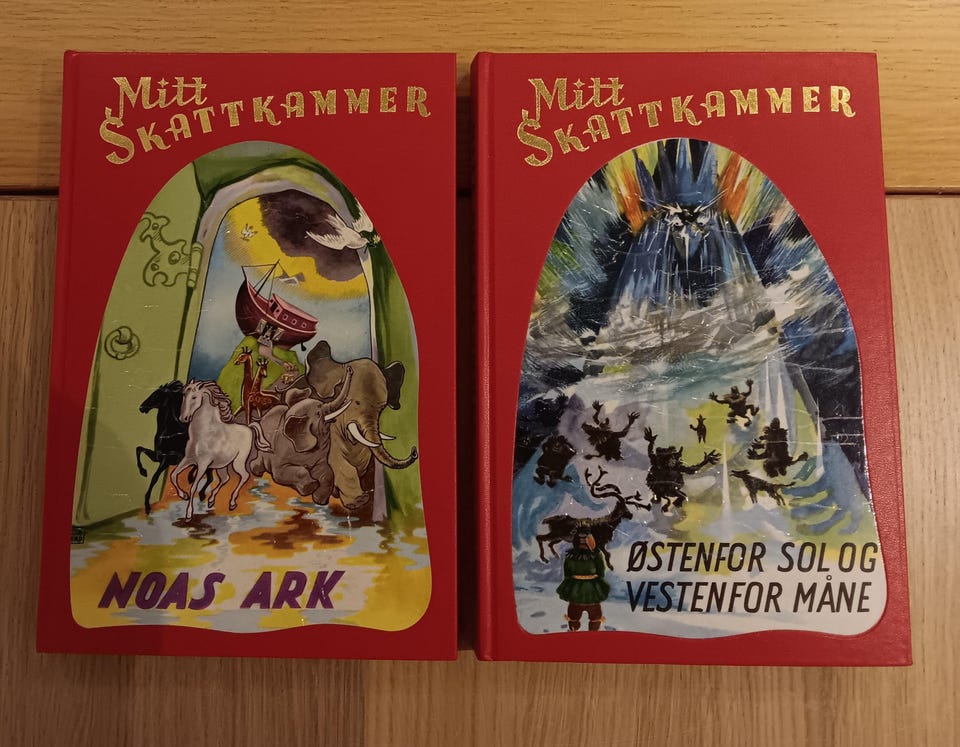 Mitt
SKATTKAMMER
NOAS ARK
Mitt
SKATTKAMMER
ØSTENFOR SOL OG
VESTENFOR MÅNE